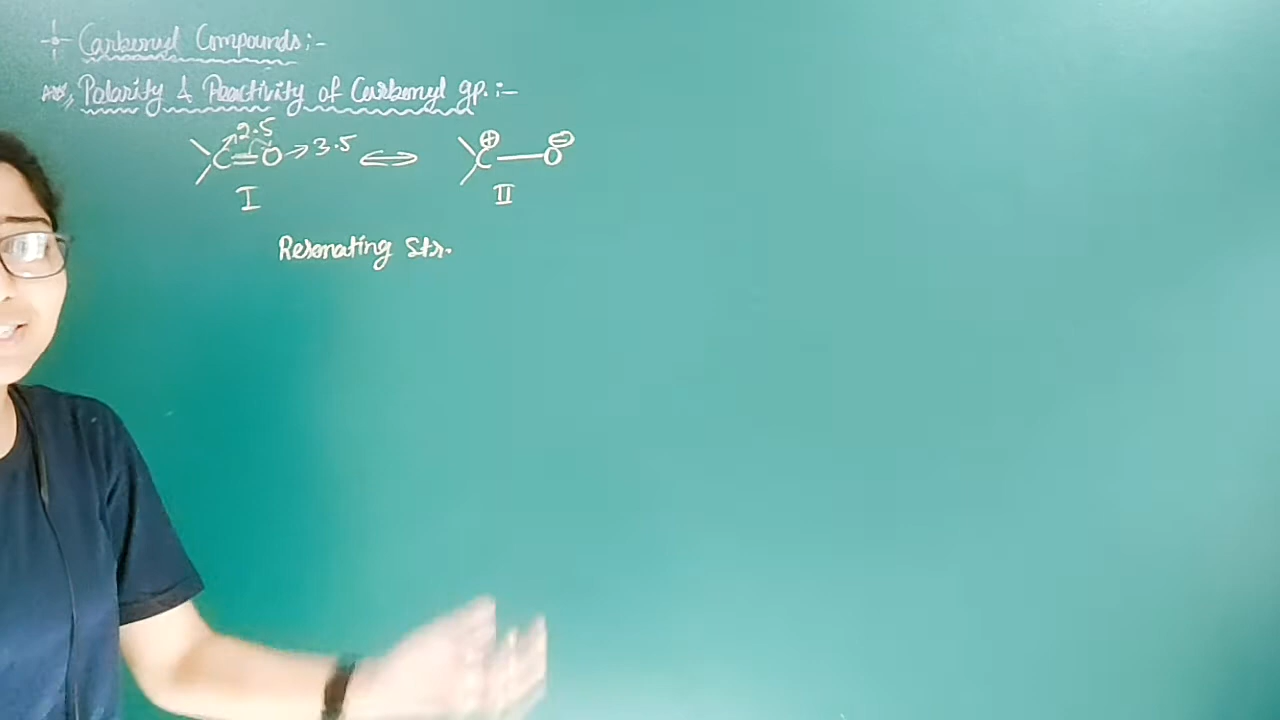 Carbonyl Compounds:-
Polarity & Reactivity of Carbonyl gp.:-
2.5
C=O → 3.5 ⟺ C⊕—O⊖
I II
Resonating Str.